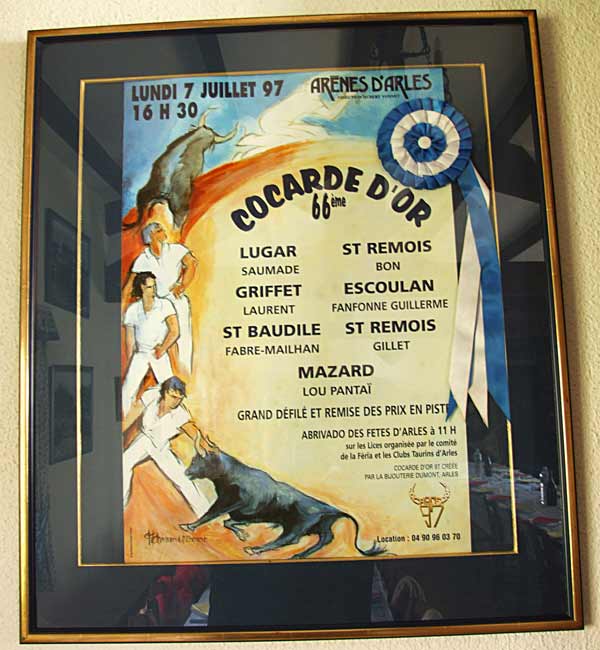 LUNDI 7 JUILLET 97
16 H 30
ARENES D'ARLES
COCARDE D'OR
66ème
LUGAR
SAUMADE
ST REMOIS
BON
GRIFFET
LAURENT
ESCOULAN
FANFONNE GUILLERME
ST BAUDILE
FABRE-MAILHAN
ST REMOIS
GILLET
MAZARD
LOU PANTAÏ
GRAND DÉFILÉ ET REMISE DES PRIX EN PIST
ABRIVADO DES FETES D'ARLES à 11 H
sur les Lices organisée par le comité
de la Féria et les Clubs Taurins d'Arles
COCARDE D'OR 97 CRÉÉE
PAR LA BIJOUTERIE DUMONT, ARLES
97
Location : 04 90 96 03 70